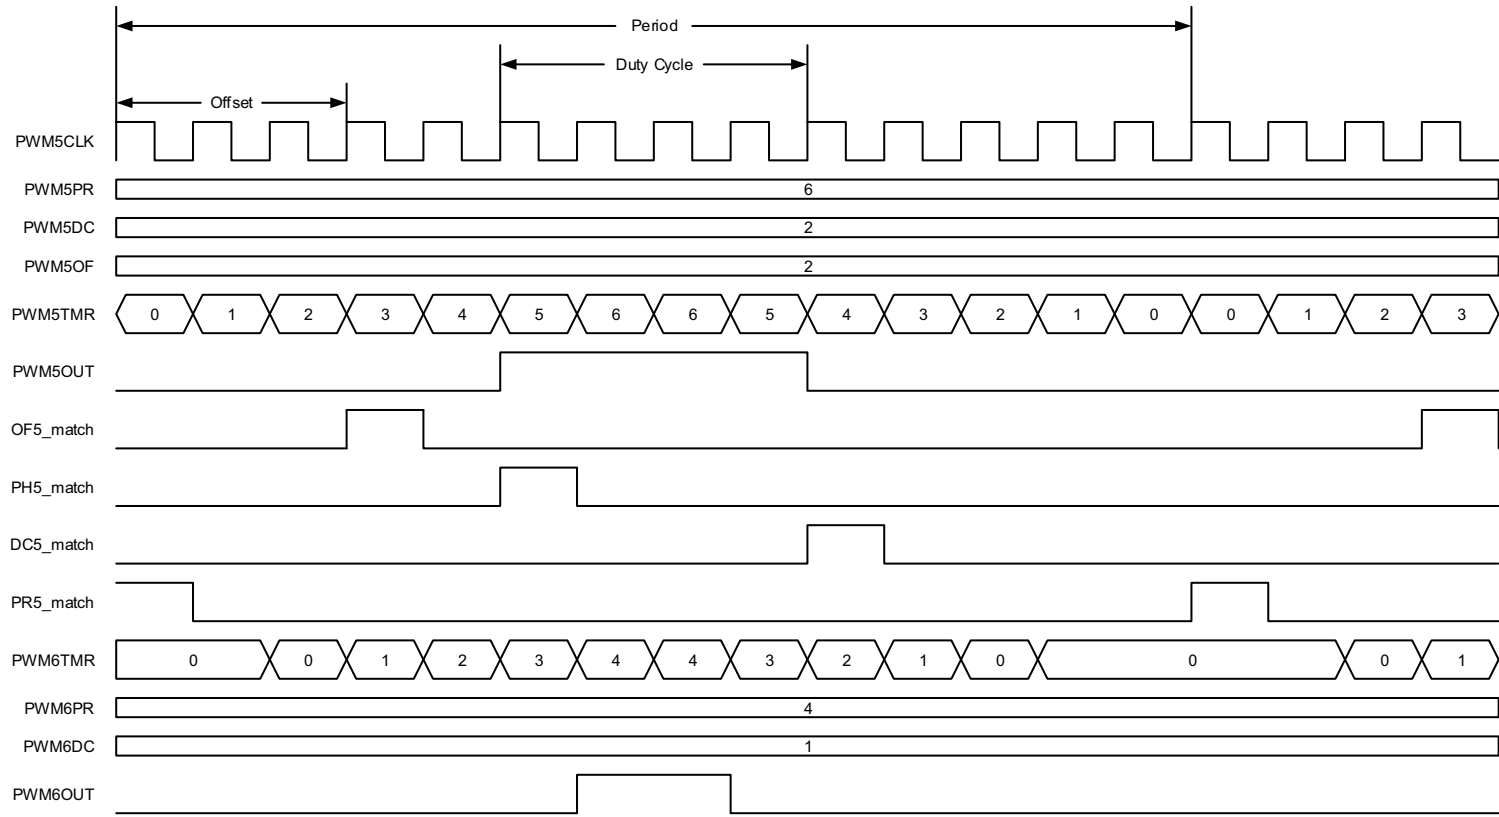 Period
Duty Cycle
Offset
PWM5CLK
PWM5PR 6
PWM5DC 2
PWM5OF 2
PWM5TMR 0 1 2 3 4 5 6 6 5 4 3 2 1 0 0 1 2 3
PWM5OUT
OF5_match
PH5_match
DC5_match
PR5_match
PWM6TMR 0 0 1 2 3 4 4 3 2 1 0 0 0 1
PWM6PR 4
PWM6DC 1
PWM6OUT